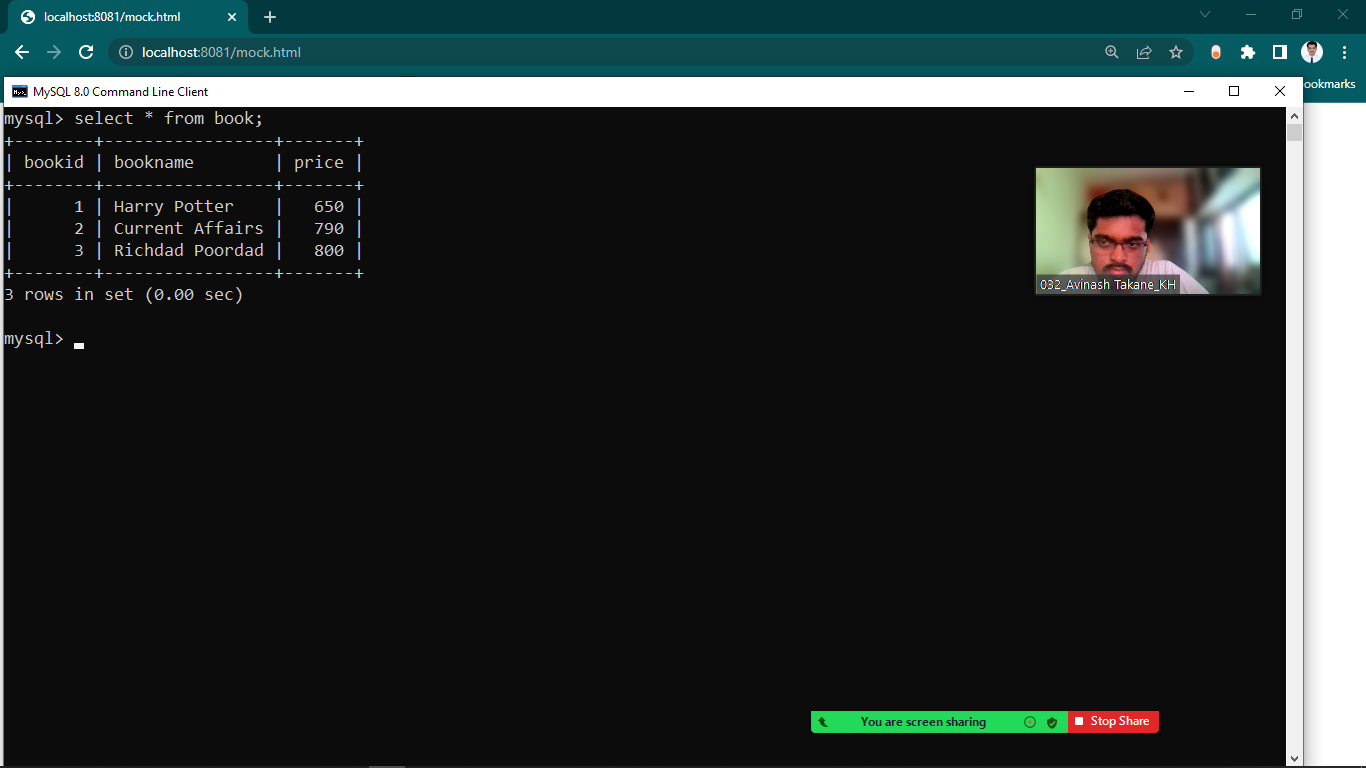 localhost:8081/mock.html
localhost:8081/mock.html
ookmarks
MySQL 8.0 Command Line Client
mysql> select * from book;
+--------+-----------------+-------+
| bookid | bookname        | price |
+--------+-----------------+-------+
|      1 | Harry Potter    |   650 |
|      2 | Current Affairs |   790 |
|      3 | Richdad Poordad |   800 |
+--------+-----------------+-------+
3 rows in set (0.00 sec)
mysql>
032_Avinash Takane_KH
You are screen sharing
Stop Share